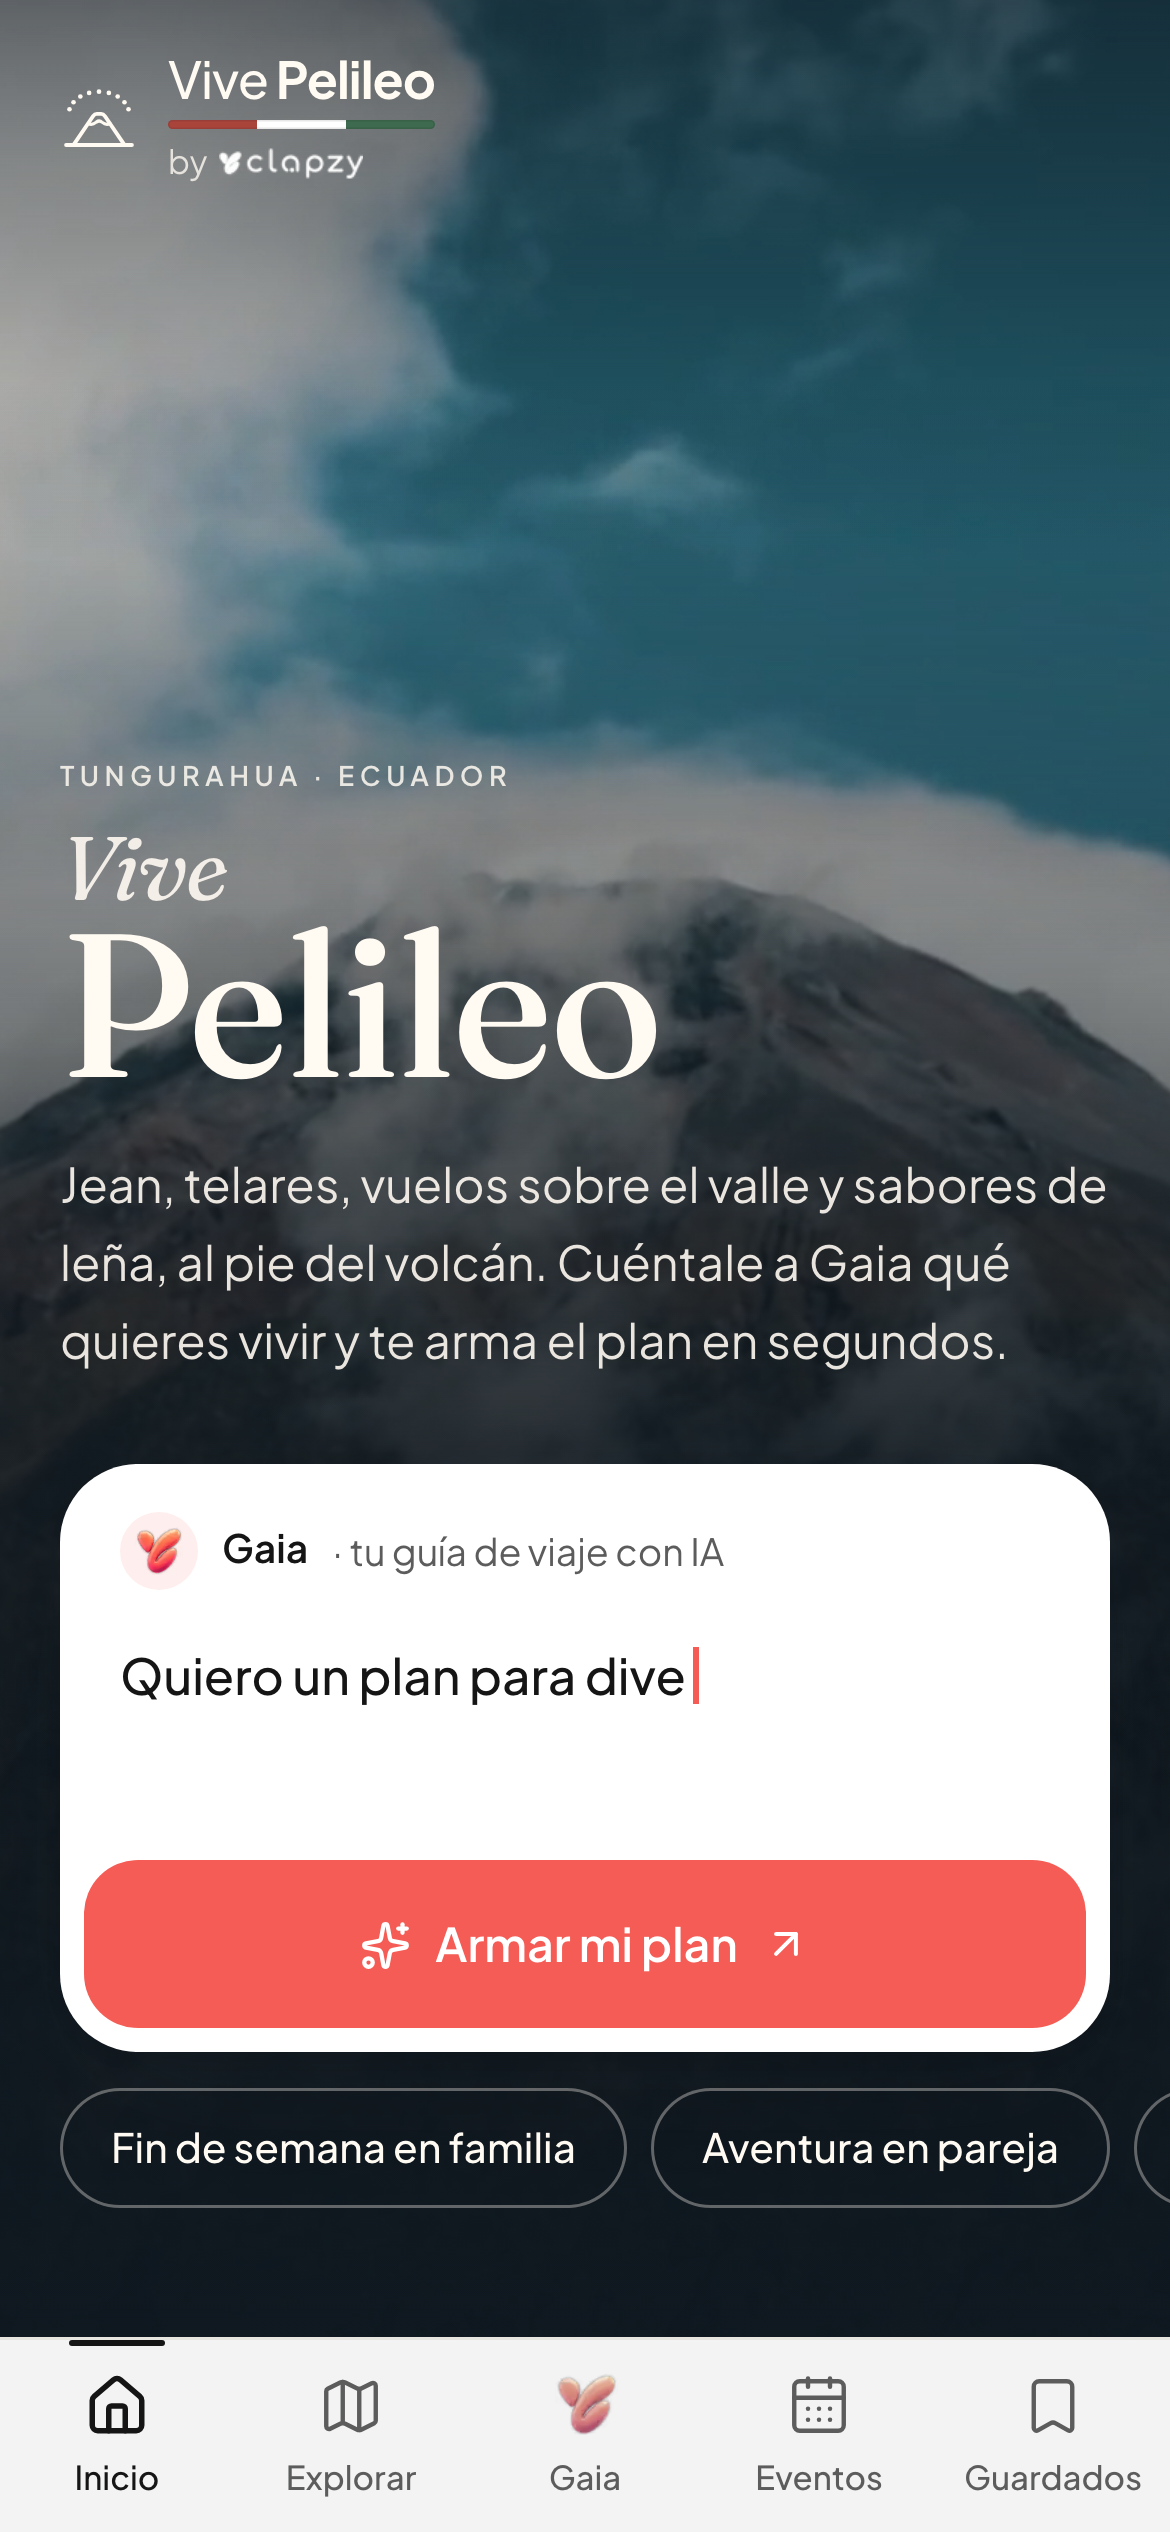 Vive Pelileo
by clapzy
TUNGURAHUA · ECUADOR
Vive
Pelileo
Jean, telares, vuelos sobre el valle y sabores de
leña, al pie del volcán. Cuéntale a Gaia qué
quieres vivir y te arma el plan en segundos.
Gaia · tu guía de viaje con IA
Quiero un plan para dive
Armar mi plan
Fin de semana en familia
Aventura en pareja
Inicio
Explorar
Gaia
Eventos
Guardados